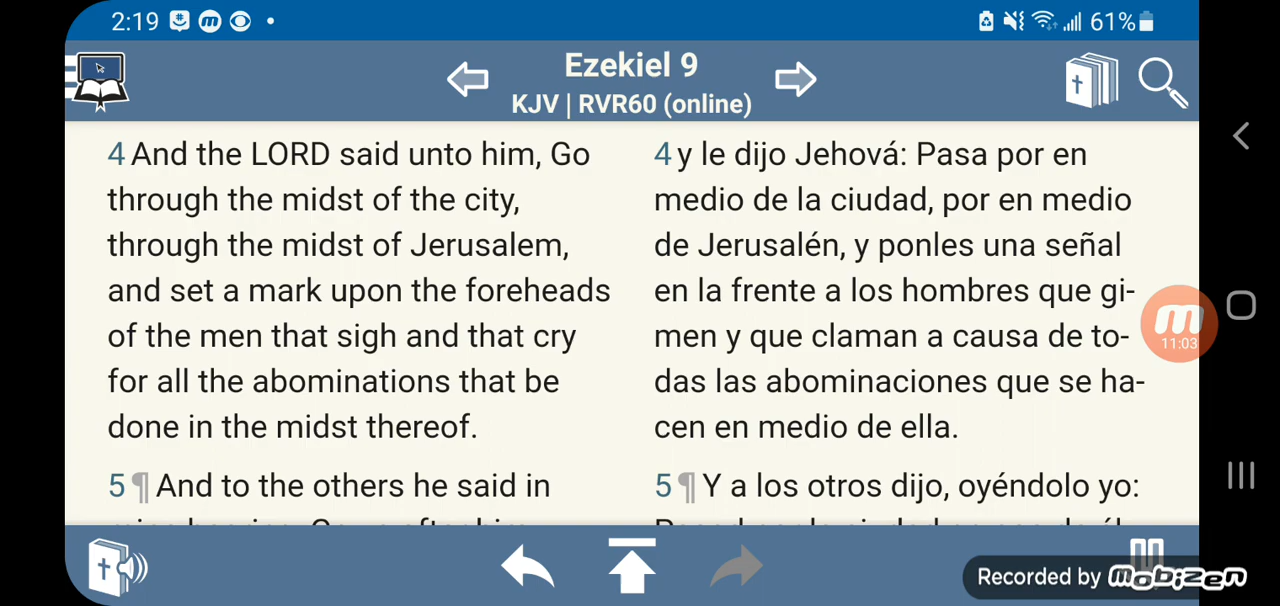 2:19
61%
Ezekiel 9
KJV | RVR60 (online)
4 And the LORD said unto him, Go
through the midst of the city,
through the midst of Jerusalem,
and set a mark upon the foreheads
of the men that sigh and that cry
for all the abominations that be
done in the midst thereof.
5 ¶ And to the others he said in
4 y le dijo Jehová: Pasa por en
medio de la ciudad, por en medio
de Jerusalén, y ponles una señal
en la frente a los hombres que gi-
men y que claman a causa de to-
das las abominaciones que se ha-
cen en medio de ella.
5 ¶ Y a los otros dijo, oyéndolo yo:
11:03
Recorded by Mobizen